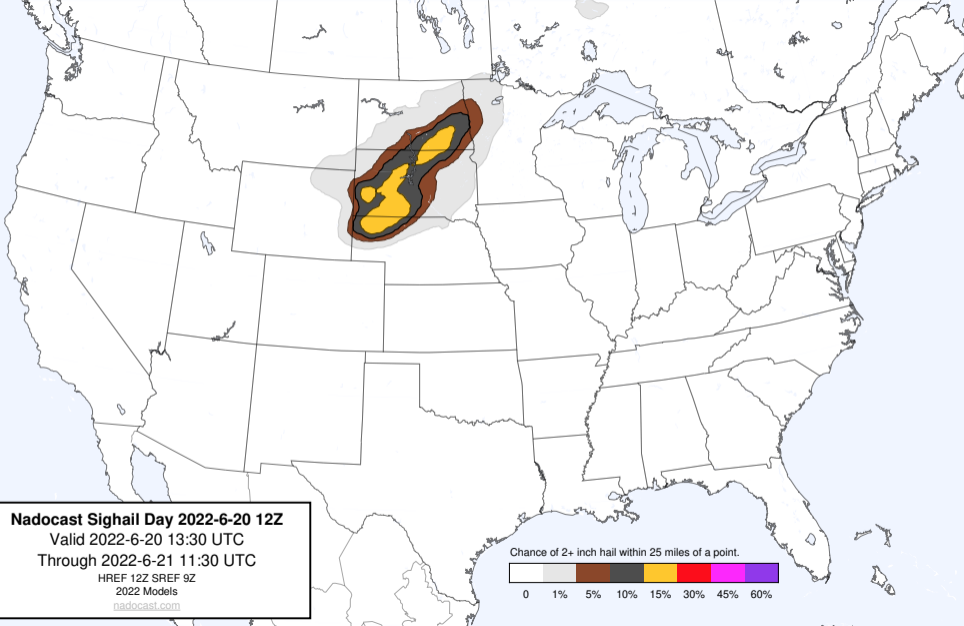 Nadocast Sighail Day 2022-6-20 12Z
Valid 2022-6-20 13:30 UTC
Through 2022-6-21 11:30 UTC
HREF 12Z SREF 9Z
2022 Models
nadocast.com
Chance of 2+ inch hail within 25 miles of a point.
0 1% 5% 10% 15% 30% 45% 60%